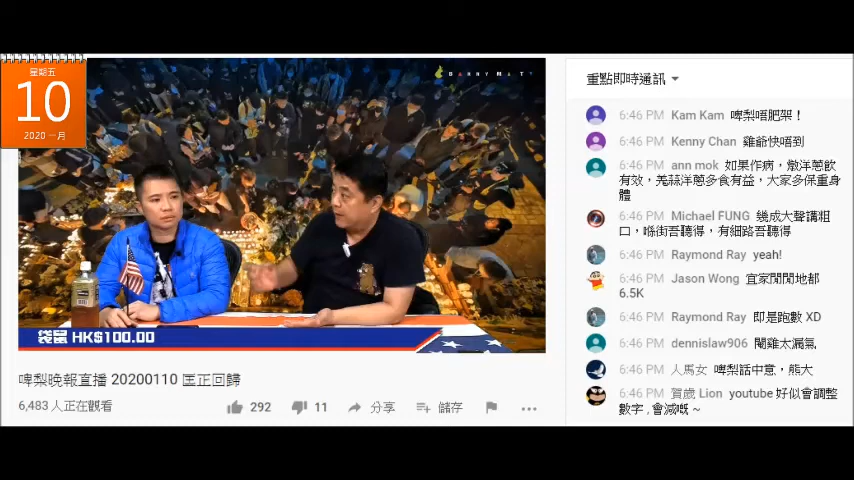 星期五
10
2020 一月
DANNY MATT
袋鼠 HK$100.00
啤梨晚報直播 20200110 匡正回歸
6,483 人正在觀看
292
11
分享
儲存
重點即時通訊
6:46 PM Kam Kam 啤梨唔肥架！
6:46 PM Kenny Chan 雞爺快唔到
6:46 PM ann mok 如果作病，激洋蔥飲
有效，羌蒜洋蔥多食有益，大家多保重身
體
6:46 PM Michael FUNG 幾成大聲講粗
口，喺街吾聽得，有細路吾聽得
6:46 PM Raymond Ray yeah!
6:46 PM Jason Wong 宜家閒閒地都
6.5K
6:46 PM Raymond Ray 即是跑數 XD
6:46 PM dennislaw906 閹雞太漏氣
6:46 PM 人馬女 啤梨話中意，熊大
6:46 PM 賀歲 Lion youtube 好似會調整
數字 , 會減嘅 ~